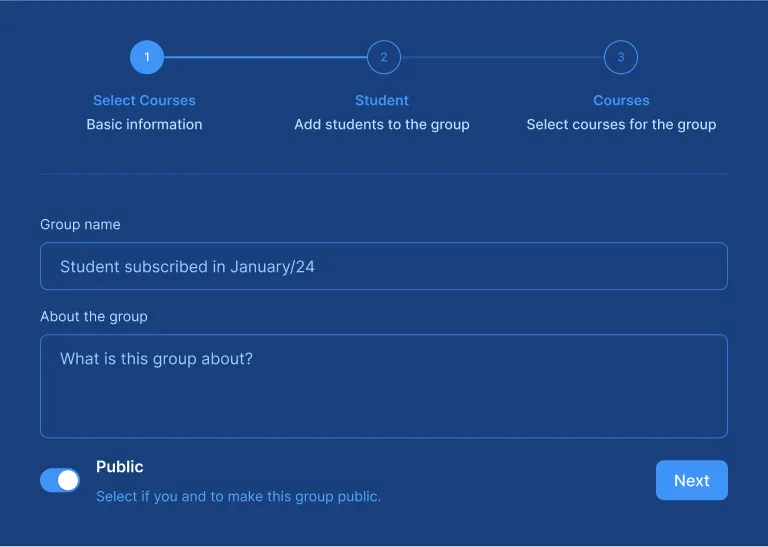 1
2
3
Select Courses
Student
Courses
Basic information
Add students to the group
Select courses for the group
Group name
Student subscribed in January/24
About the group
What is this group about?
Public
Select if you and to make this group public.
Next